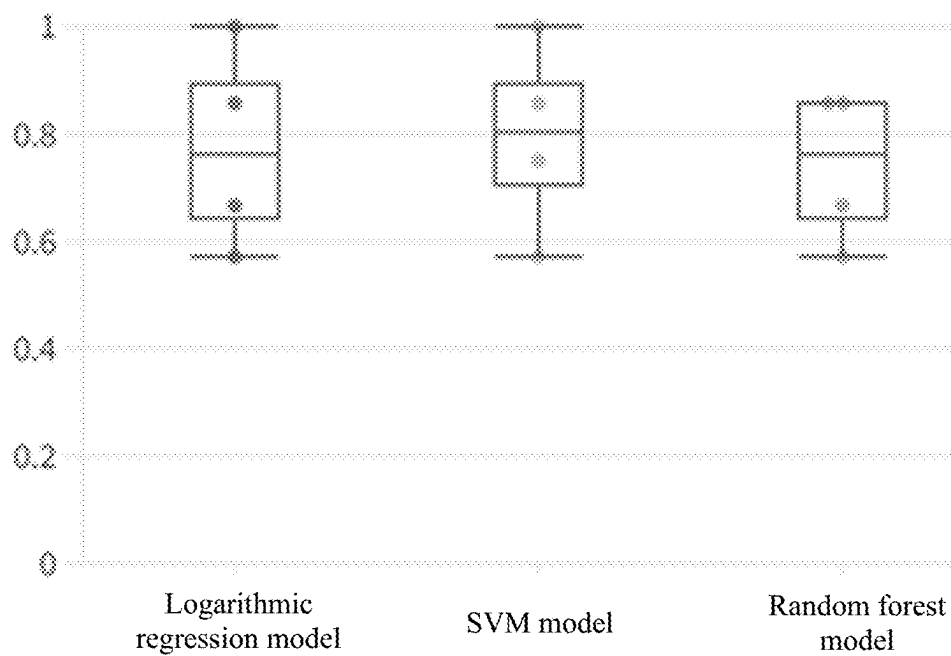 1
0.8
0.6
0.4
0.2
0
Logarithmic
regression model
SVM model
Random forest
model